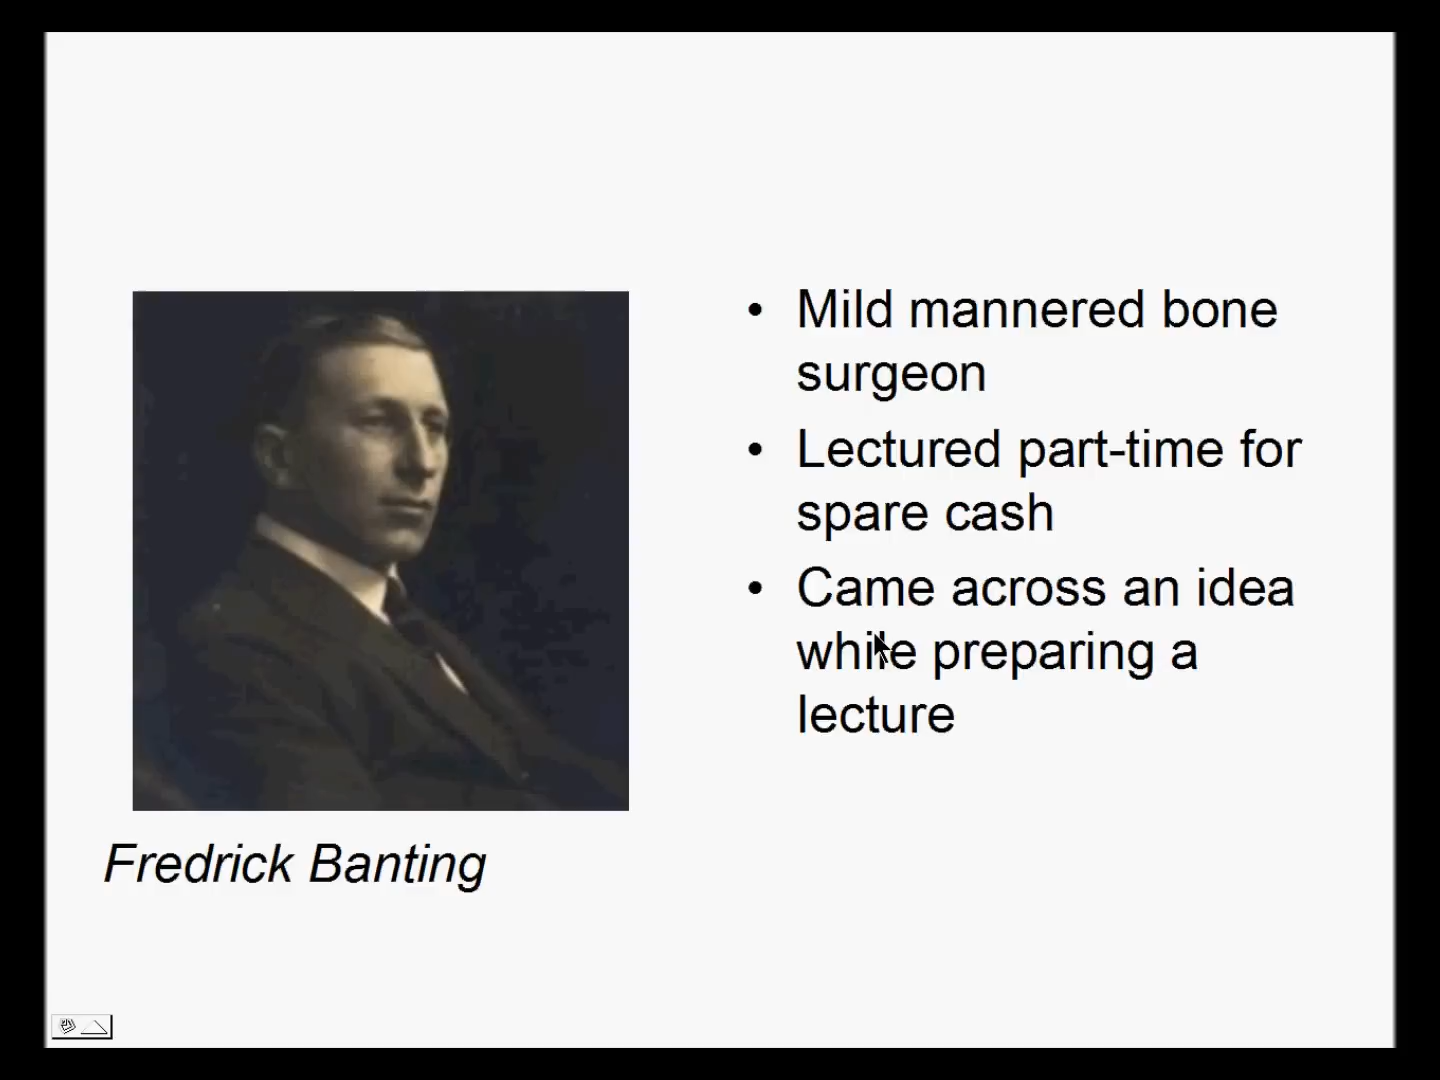 • Mild mannered bone
surgeon
• Lectured part-time for
spare cash
• Came across an idea
while preparing a
lecture
Fredrick Banting